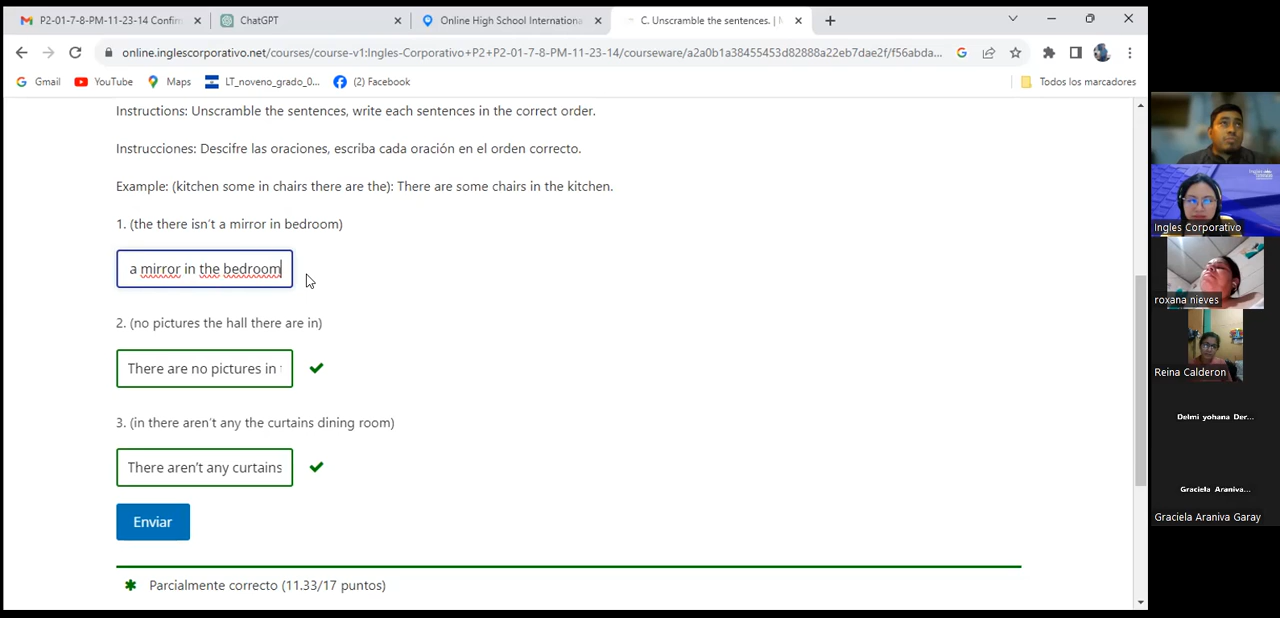 P2-01-7-8-PM-11-23-14 Confirm
ChatGPT
Online High School Internationa
C. Unscramble the sentences. |
online.inglescorporativo.net/courses/course-v1:Ingles-Corporativo+P2+P2-01-7-8-PM-11-23-14/courseware/a2a0b1a38455453d82888a22eb7dae2f/f56abda...
Gmail
YouTube
Maps
LT_noveno_grado_0...
(2) Facebook
Todos los marcadores
Instructions: Unscramble the sentences, write each sentences in the correct order.
Instrucciones: Descifre las oraciones, escriba cada oración en el orden correcto.
Example: (kitchen some in chairs there are the): There are some chairs in the kitchen.
1. (the there isn't a mirror in bedroom)
a mirror in the bedroom
2. (no pictures the hall there are in)
There are no pictures in
3. (in there aren't any the curtains dining room)
There aren't any curtains
Enviar
Parcialmente correcto (11.33/17 puntos)
Ingles Corporativo
roxana nieves
Reina Calderon
Delmi yohana Der...
Graciela Araniva...
Graciela Araniva Garay